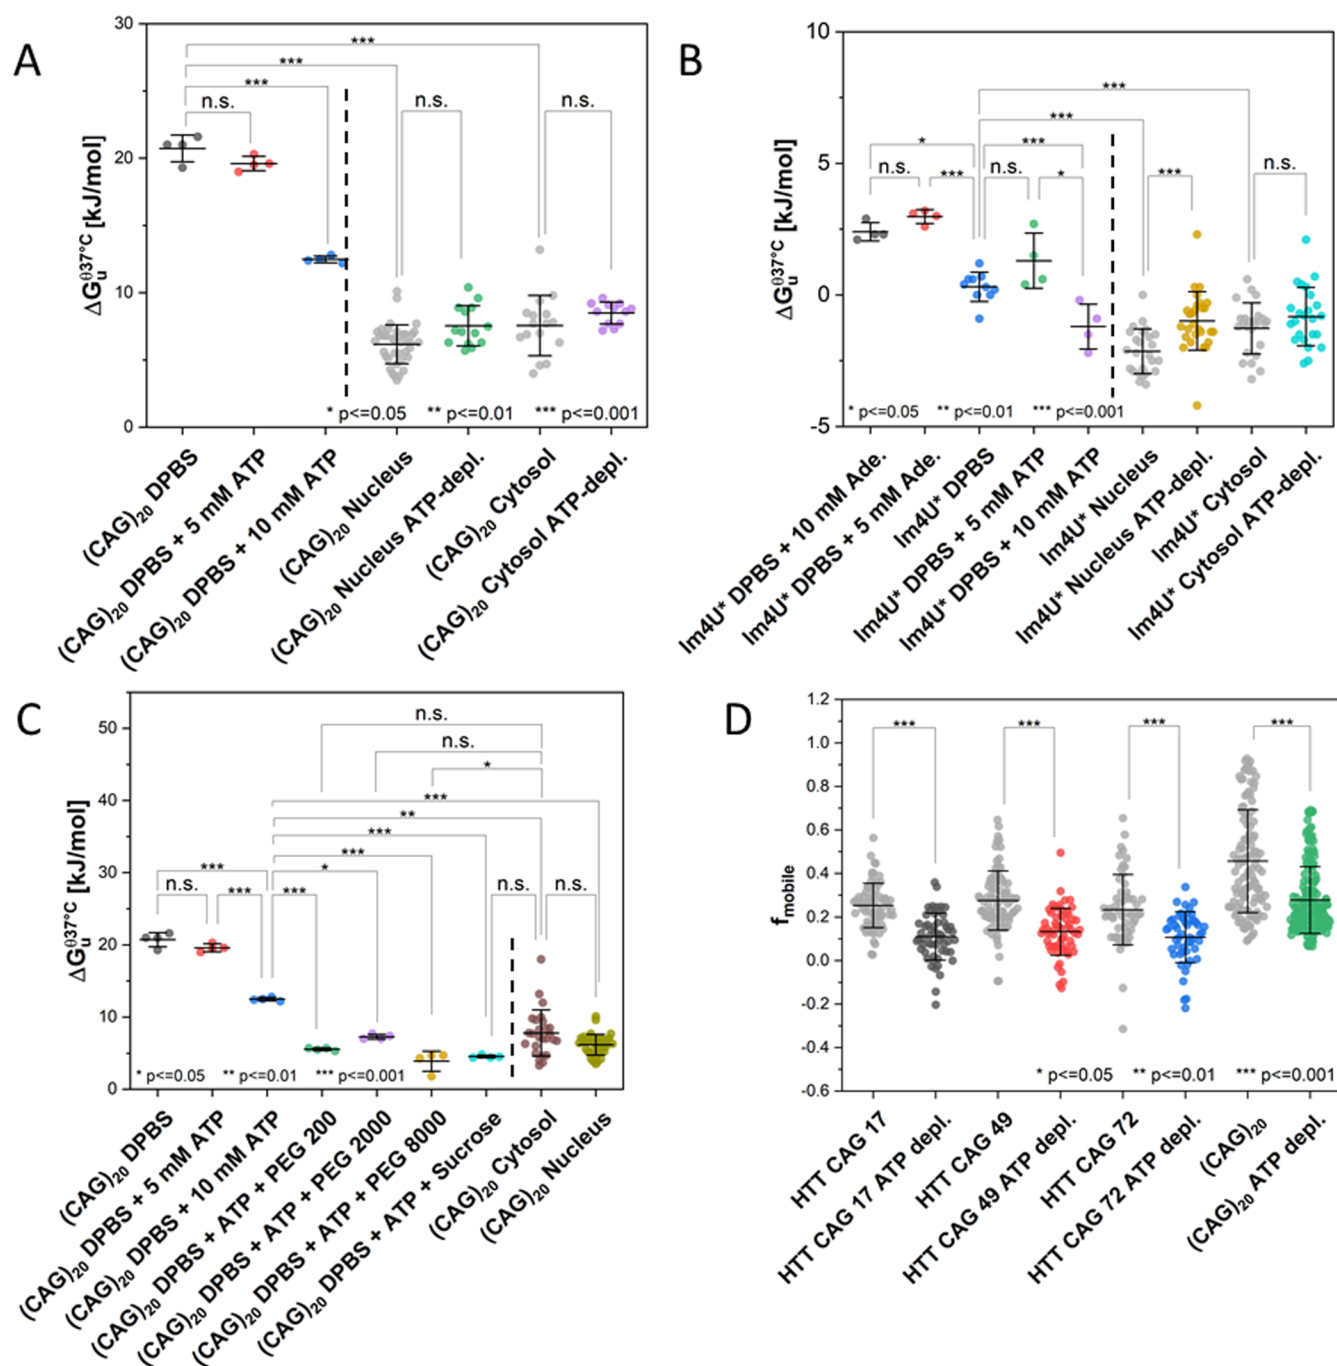 A
30
20
10
0
ΔG_u^θ37°C [kJ/mol]
***
***
***
n.s.
n.s.
n.s.
* p<=0.05 ** p<=0.01 *** p<=0.001
(CAG)20 DPBS
(CAG)20 DPBS + 5 mM ATP
(CAG)20 DPBS + 10 mM ATP
(CAG)20 Nucleus
(CAG)20 Nucleus ATP-depl.
(CAG)20 Cytosol
(CAG)20 Cytosol ATP-depl.
B
10
5
0
-5
ΔG_u^θ37°C [kJ/mol]
***
***
* ***
n.s. *** n.s. * *** n.s.
* p<=0.05 ** p<=0.01 *** p<=0.001
Im4U* DPBS + 10 mM Ade.
Im4U* DPBS + 5 mM Ade.
Im4U* DPBS
Im4U* DPBS + 5 mM ATP
Im4U* DPBS + 10 mM ATP
Im4U* Nucleus
Im4U* Nucleus ATP-depl.
Im4U* Cytosol
Im4U* Cytosol ATP-depl.
C
50
40
30
20
10
0
ΔG_u^θ37°C [kJ/mol]
n.s.
n.s.
*
***
**
***
***
*** *
n.s. *** *** n.s. n.s.
* p<=0.05 ** p<=0.01 *** p<=0.001
(CAG)20 DPBS
(CAG)20 DPBS + 5 mM ATP
(CAG)20 DPBS + 10 mM ATP
(CAG)20 DPBS + ATP + PEG 200
(CAG)20 DPBS + ATP + PEG 2000
(CAG)20 DPBS + ATP + PEG 8000
(CAG)20 DPBS + ATP + Sucrose
(CAG)20 Cytosol
(CAG)20 Nucleus
D
1.2
1.0
0.8
0.6
0.4
0.2
0.0
-0.2
-0.4
-0.6
fmobile
*** *** *** ***
* p<=0.05 ** p<=0.01 *** p<=0.001
HTT CAG 17
HTT CAG 17 ATP depl.
HTT CAG 49
HTT CAG 49 ATP depl.
HTT CAG 72
HTT CAG 72 ATP depl.
(CAG)20
(CAG)20 ATP depl.